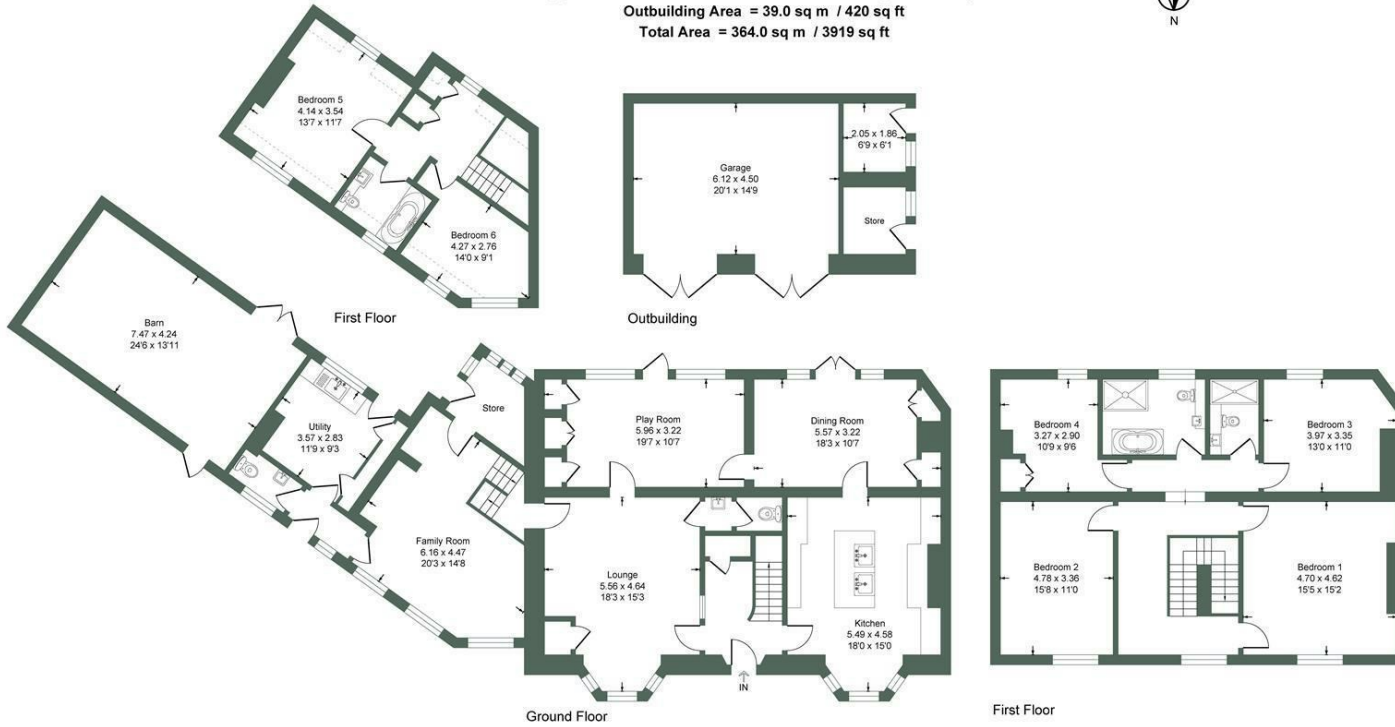 Outbuilding Area = 39.0 sq m / 420 sq ft
Total Area = 364.0 sq m / 3919 sq ft
N
Bedroom 5
4.14 x 3.54
13'7 x 11'7
Bedroom 6
4.27 x 2.76
14'0 x 9'1
First Floor
Garage
6.12 x 4.50
20'1 x 14'9
2.05 x 1.86
6'9 x 6'1
Store
Outbuilding
Barn
7.47 x 4.24
24'6 x 13'11
Utility
3.57 x 2.83
11'9 x 9'3
Store
Family Room
6.16 x 4.47
20'3 x 14'8
Play Room
5.96 x 3.22
19'7 x 10'7
Dining Room
5.57 x 3.22
18'3 x 10'7
Lounge
5.56 x 4.64
18'3 x 15'3
Kitchen
5.49 x 4.58
18'0 x 15'0
IN
Ground Floor
Bedroom 4
3.27 x 2.90
10'9 x 9'6
Bedroom 3
3.97 x 3.35
13'0 x 11'0
Bedroom 2
4.78 x 3.36
15'8 x 11'0
Bedroom 1
4.70 x 4.62
15'5 x 15'2
First Floor